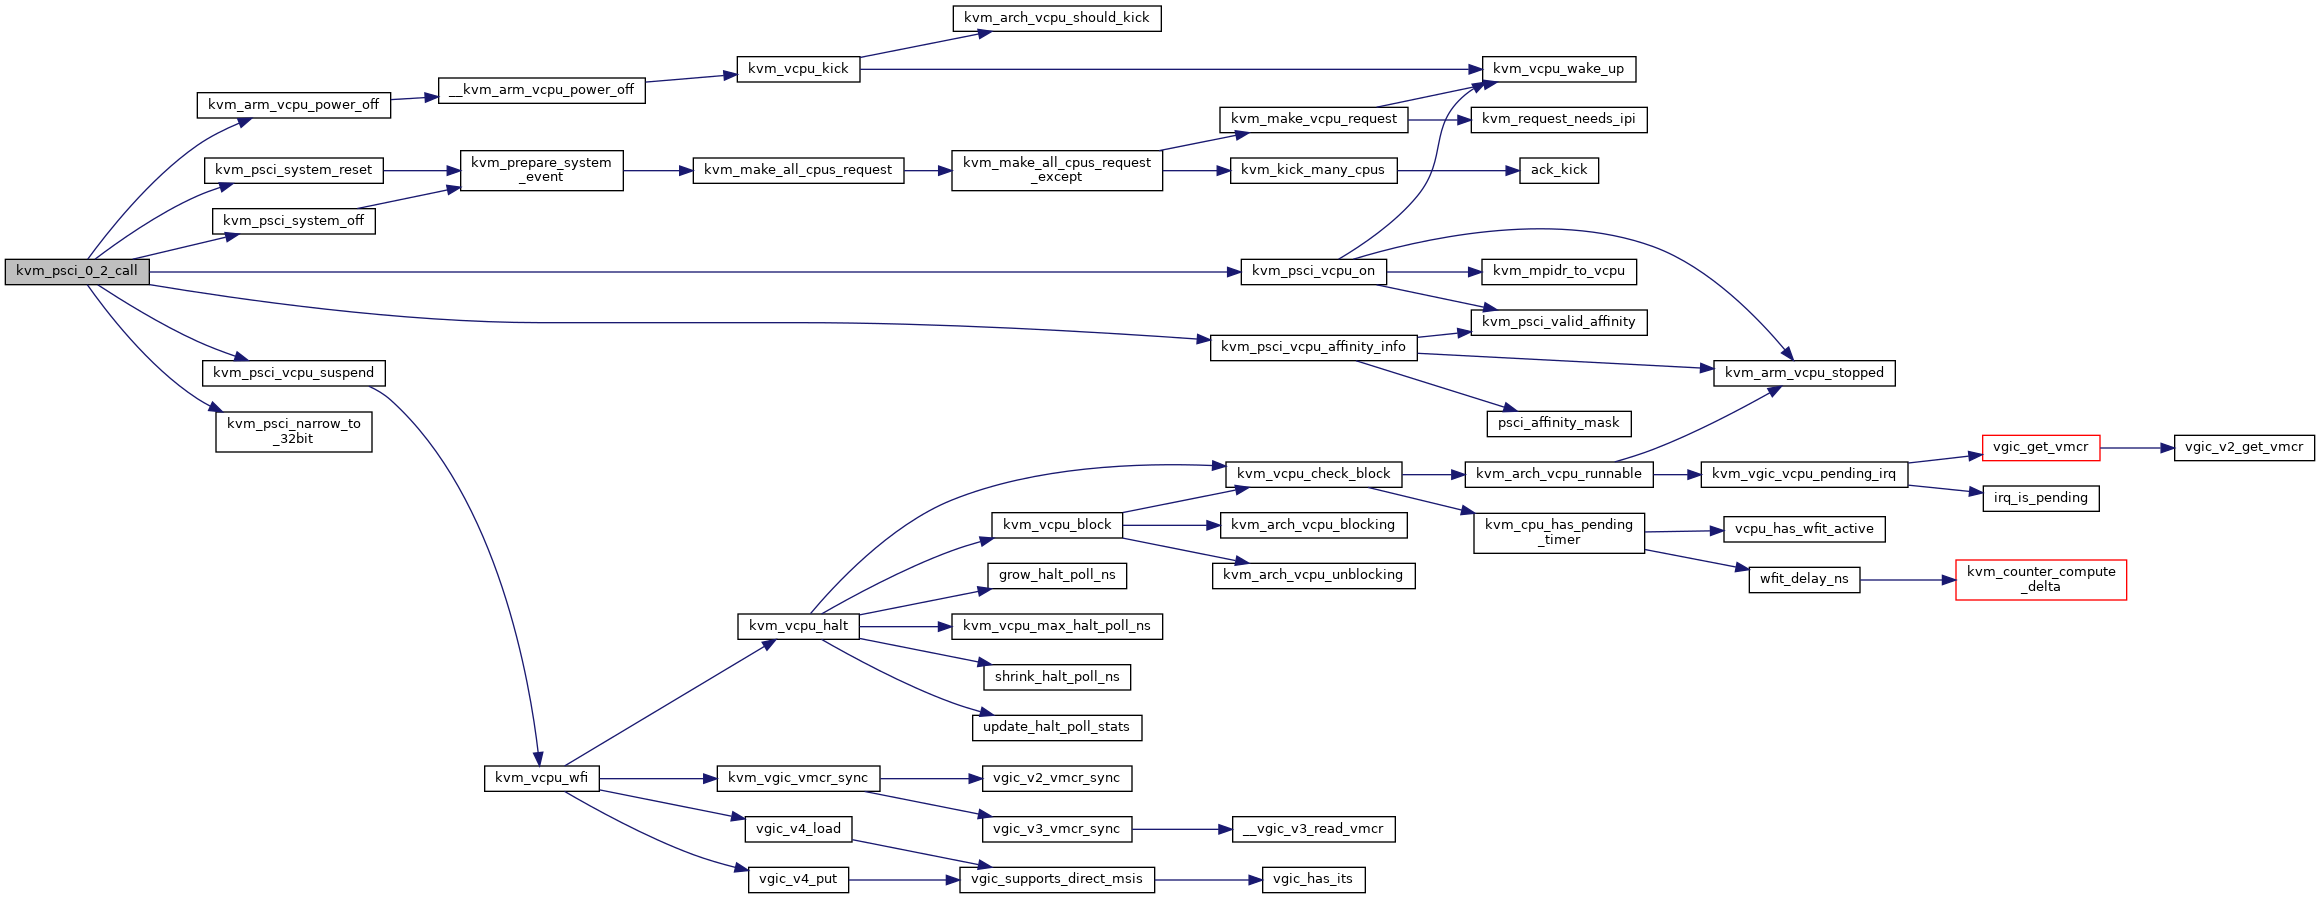 kvm_arch_vcpu_should_kick
kvm_vcpu_kick
kvm_vcpu_wake_up
__kvm_arm_vcpu_power_off
kvm_arm_vcpu_power_off
kvm_make_vcpu_request
kvm_request_needs_ipi
kvm_psci_system_reset
kvm_prepare_system
_event
kvm_make_all_cpus_request
kvm_make_all_cpus_request
_except
kvm_kick_many_cpus
ack_kick
kvm_psci_system_off
kvm_psci_0_2_call
kvm_psci_vcpu_on
kvm_mpidr_to_vcpu
kvm_psci_valid_affinity
kvm_psci_vcpu_affinity_info
kvm_psci_vcpu_suspend
kvm_arm_vcpu_stopped
kvm_psci_narrow_to
_32bit
psci_affinity_mask
vgic_get_vmcr
vgic_v2_get_vmcr
kvm_vcpu_check_block
kvm_arch_vcpu_runnable
kvm_vgic_vcpu_pending_irq
irq_is_pending
kvm_vcpu_block
kvm_arch_vcpu_blocking
kvm_cpu_has_pending
_timer
vcpu_has_wfit_active
grow_halt_poll_ns
kvm_arch_vcpu_unblocking
wfit_delay_ns
kvm_counter_compute
_delta
kvm_vcpu_halt
kvm_vcpu_max_halt_poll_ns
shrink_halt_poll_ns
update_halt_poll_stats
kvm_vcpu_wfi
kvm_vgic_vmcr_sync
vgic_v2_vmcr_sync
vgic_v4_load
vgic_v3_vmcr_sync
__vgic_v3_read_vmcr
vgic_v4_put
vgic_supports_direct_msis
vgic_has_its